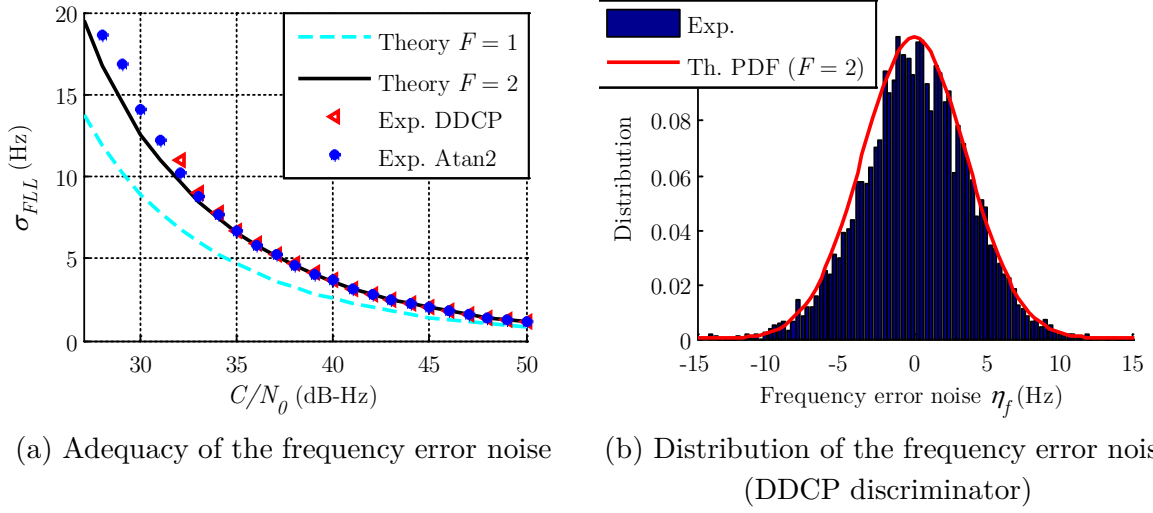 20
15
10
5
0
30
35
40
45
50
σFLL (Hz)
C/N0 (dB-Hz)
Theory F = 1
Theory F = 2
Exp. DDCP
Exp. Atan2
(a) Adequacy of the frequency error noise
Exp.
Th. PDF (F = 2)
0.08
0.06
0.04
0.02
0
-15
-10
-5
0
5
10
15
Distribution
Frequency error noise ηf (Hz)
(b) Distribution of the frequency error nois
(DDCP discriminator)